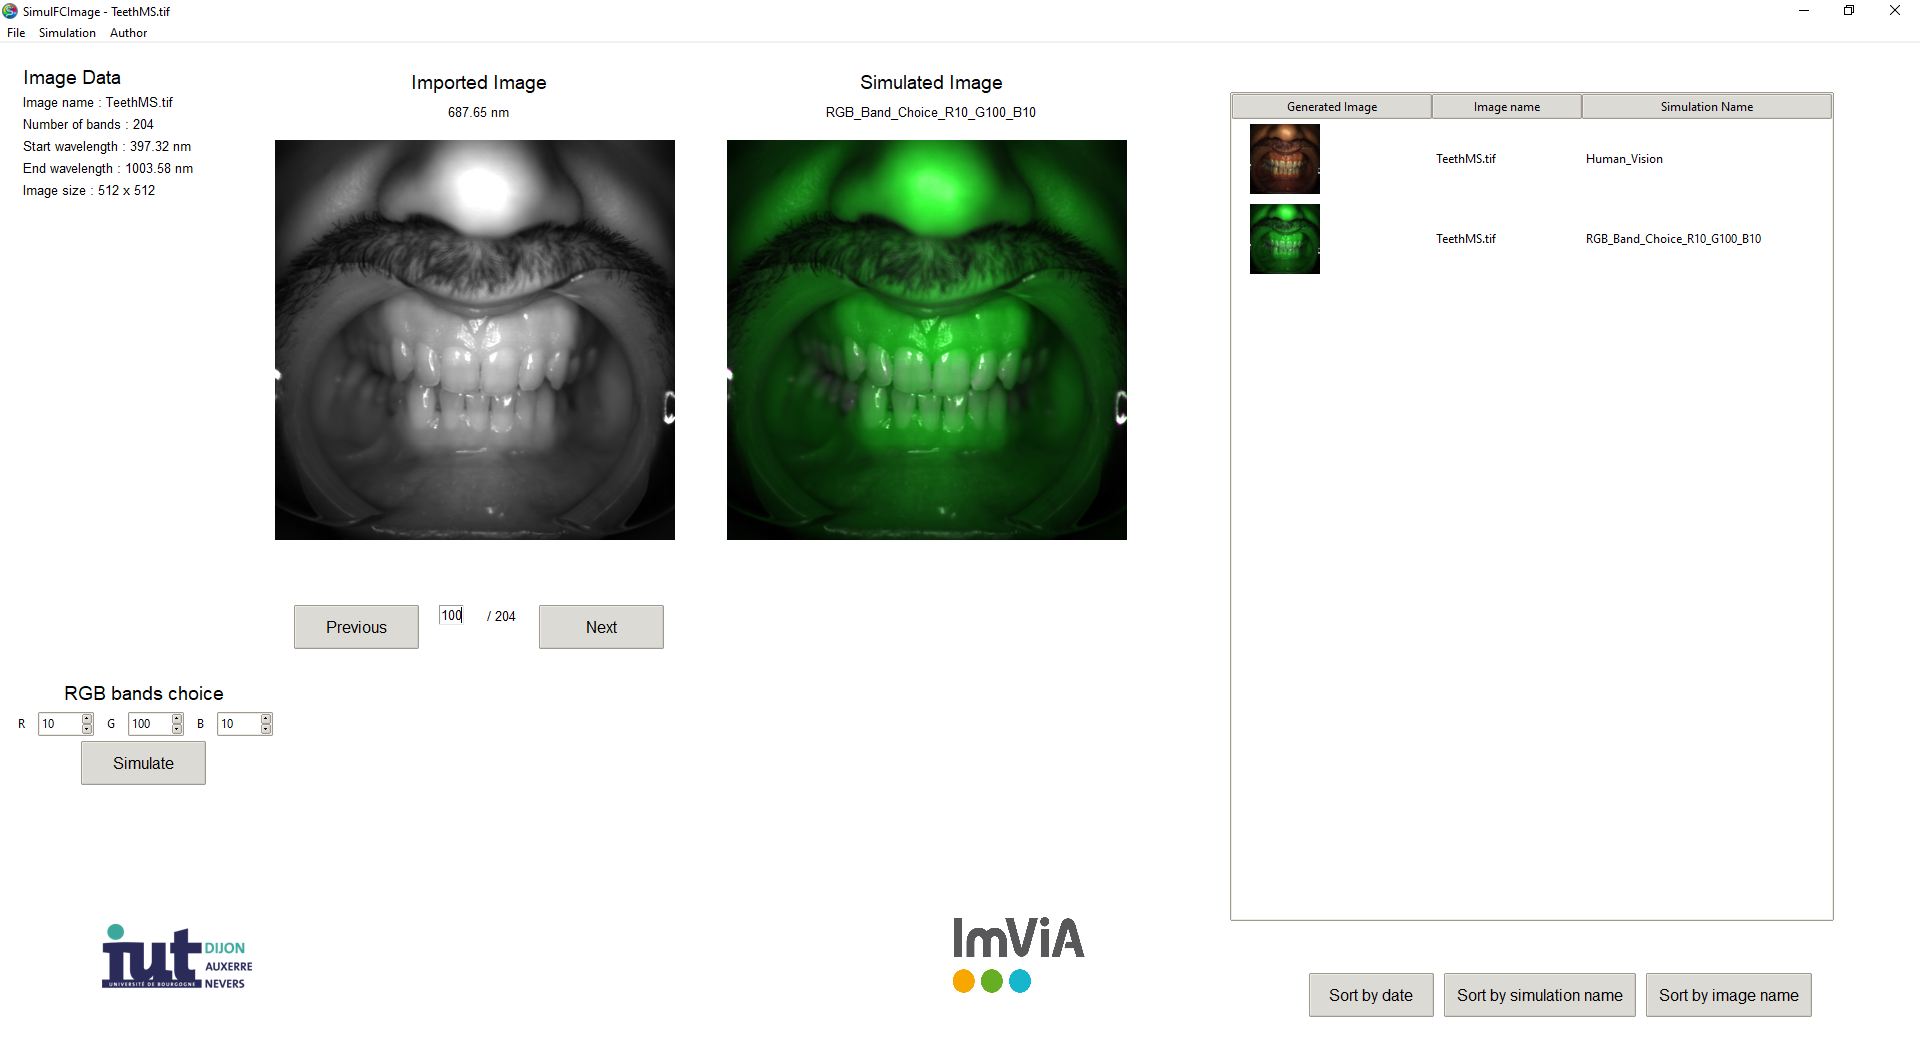 SimulFCImage - TeethMS.tif
File Simulation Author
Image Data
Image name : TeethMS.tif
Number of bands : 204
Start wavelength : 397.32 nm
End wavelength : 1003.58 nm
Image size : 512 x 512
Imported Image
687.65 nm
Simulated Image
RGB_Band_Choice_R10_G100_B10
Generated Image Image name Simulation Name
TeethMS.tif Human_Vision
TeethMS.tif RGB_Band_Choice_R10_G100_B10
Previous 100 / 204 Next
RGB bands choice
R 10 G 100 B 10
Simulate
iut DIJON
AUXERRE
UNIVERSITÉ DE BOURGOGNE NEVERS
ImViA
Sort by date Sort by simulation name Sort by image name